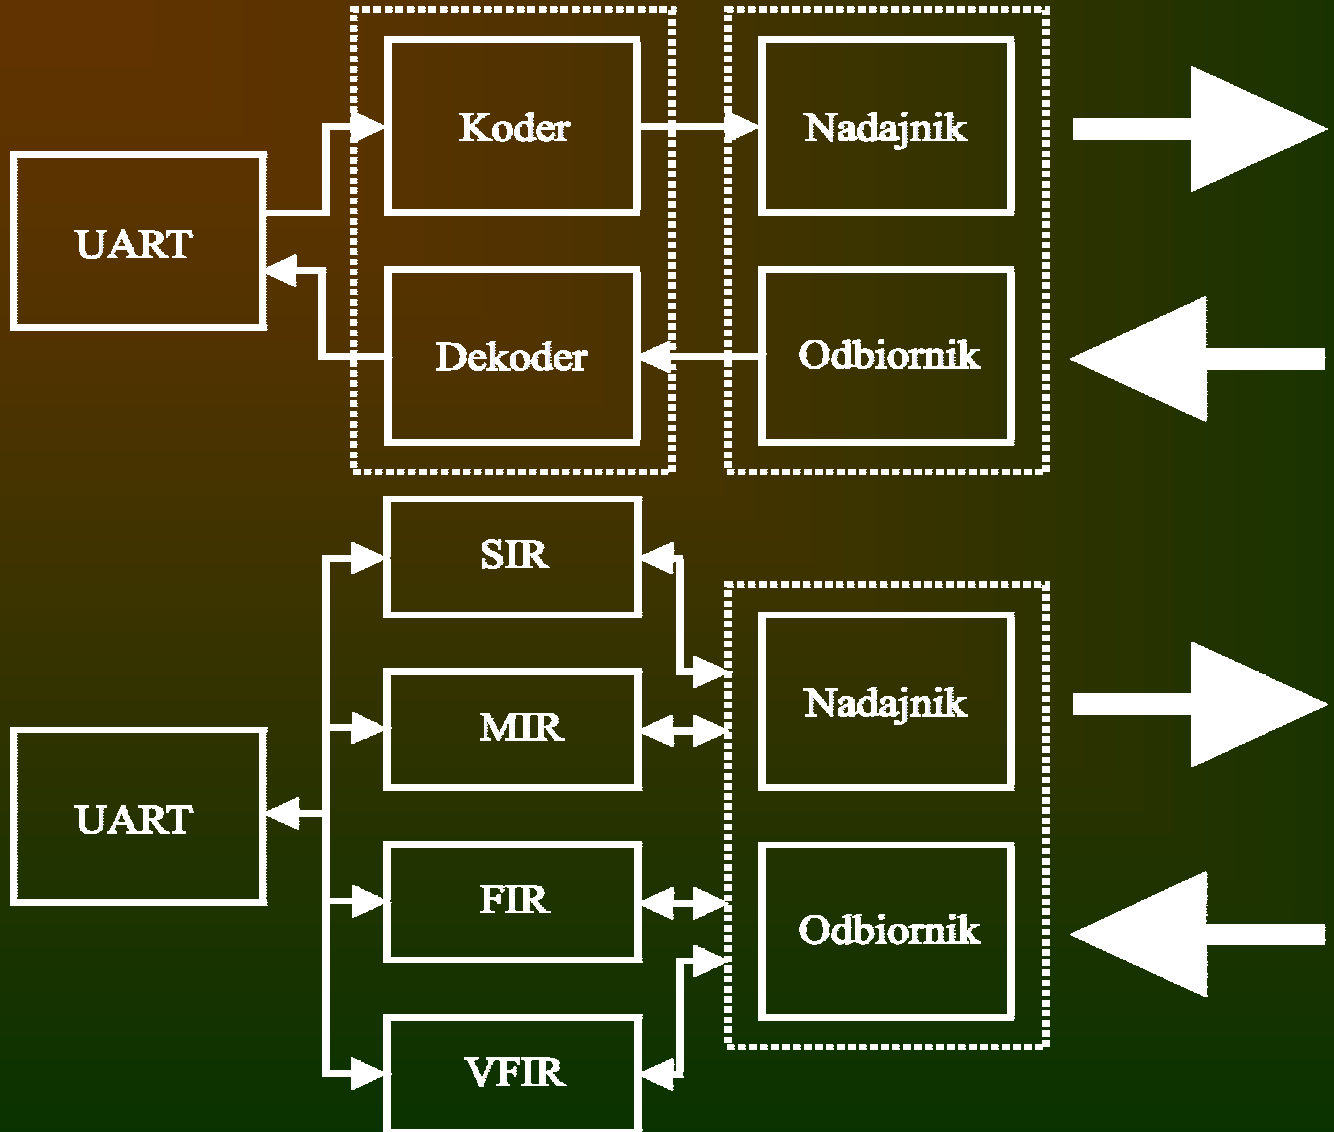 Koder
Nadajnik
UART
Dekoder
Odbiornik
SIR
MIR
Nadajnik
UART
FIR
Odbiornik
VFIR